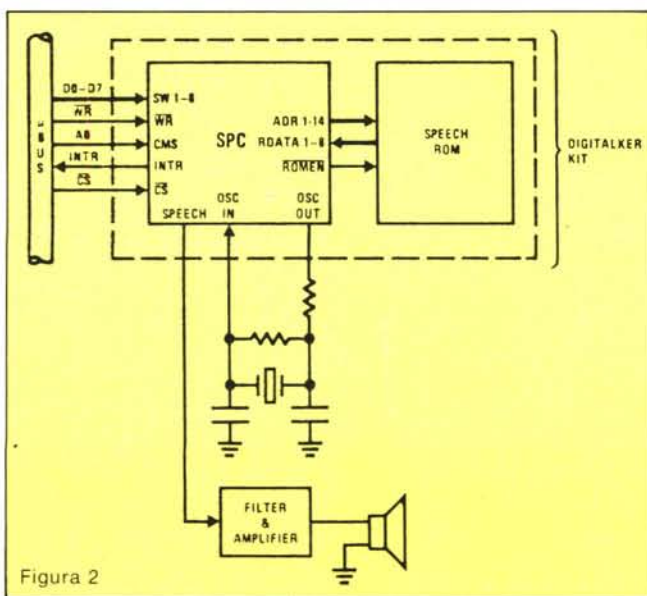 μBUS
D0-D7
WR
A0
INTR
CS
SW 1-8
WR
CMS
INTR
CS
SPC
ADR 1-14
RDATA 1-8
ROMEN
SPEECH
OSC
IN
OSC
OUT
SPEECH
ROM
DIGITALKER
KIT
FILTER
&
AMPLIFIER
Figura 2